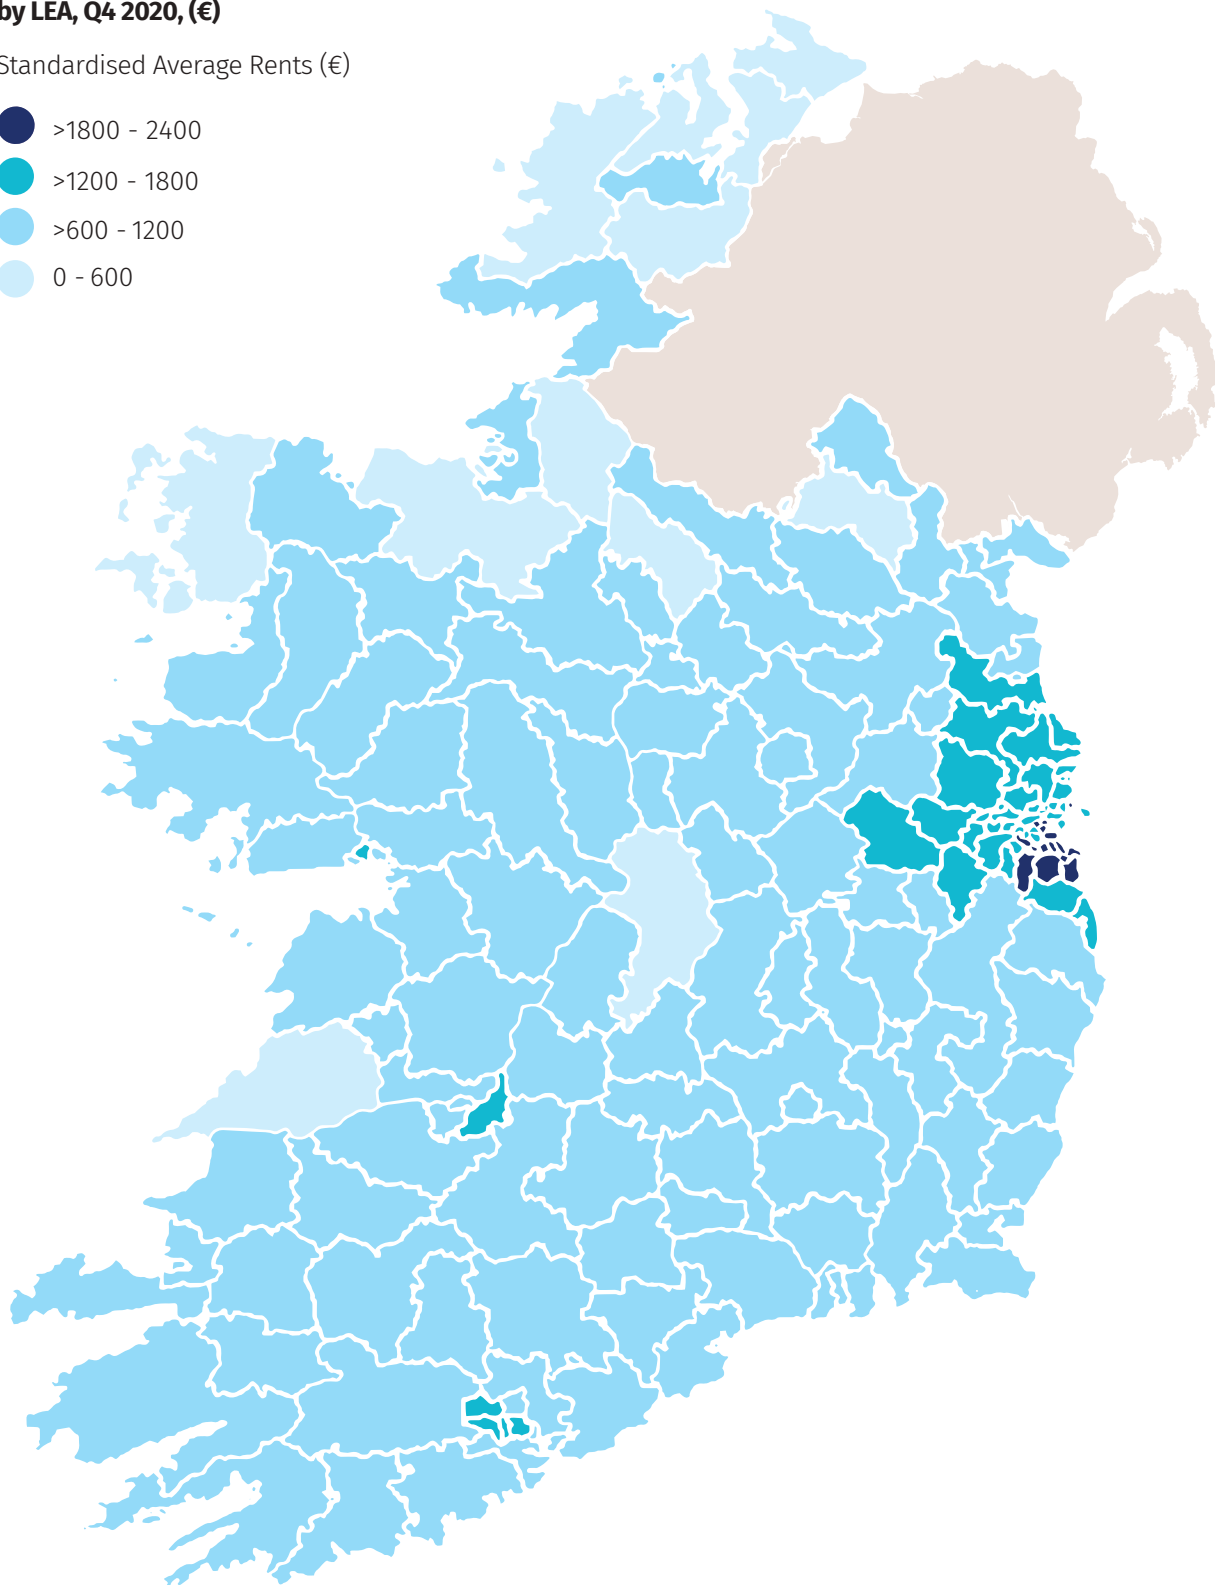 by LEA, Q4 2020, (€)
Standardised Average Rents (€)
>1800 - 2400
>1200 - 1800
>600 - 1200
0 - 600